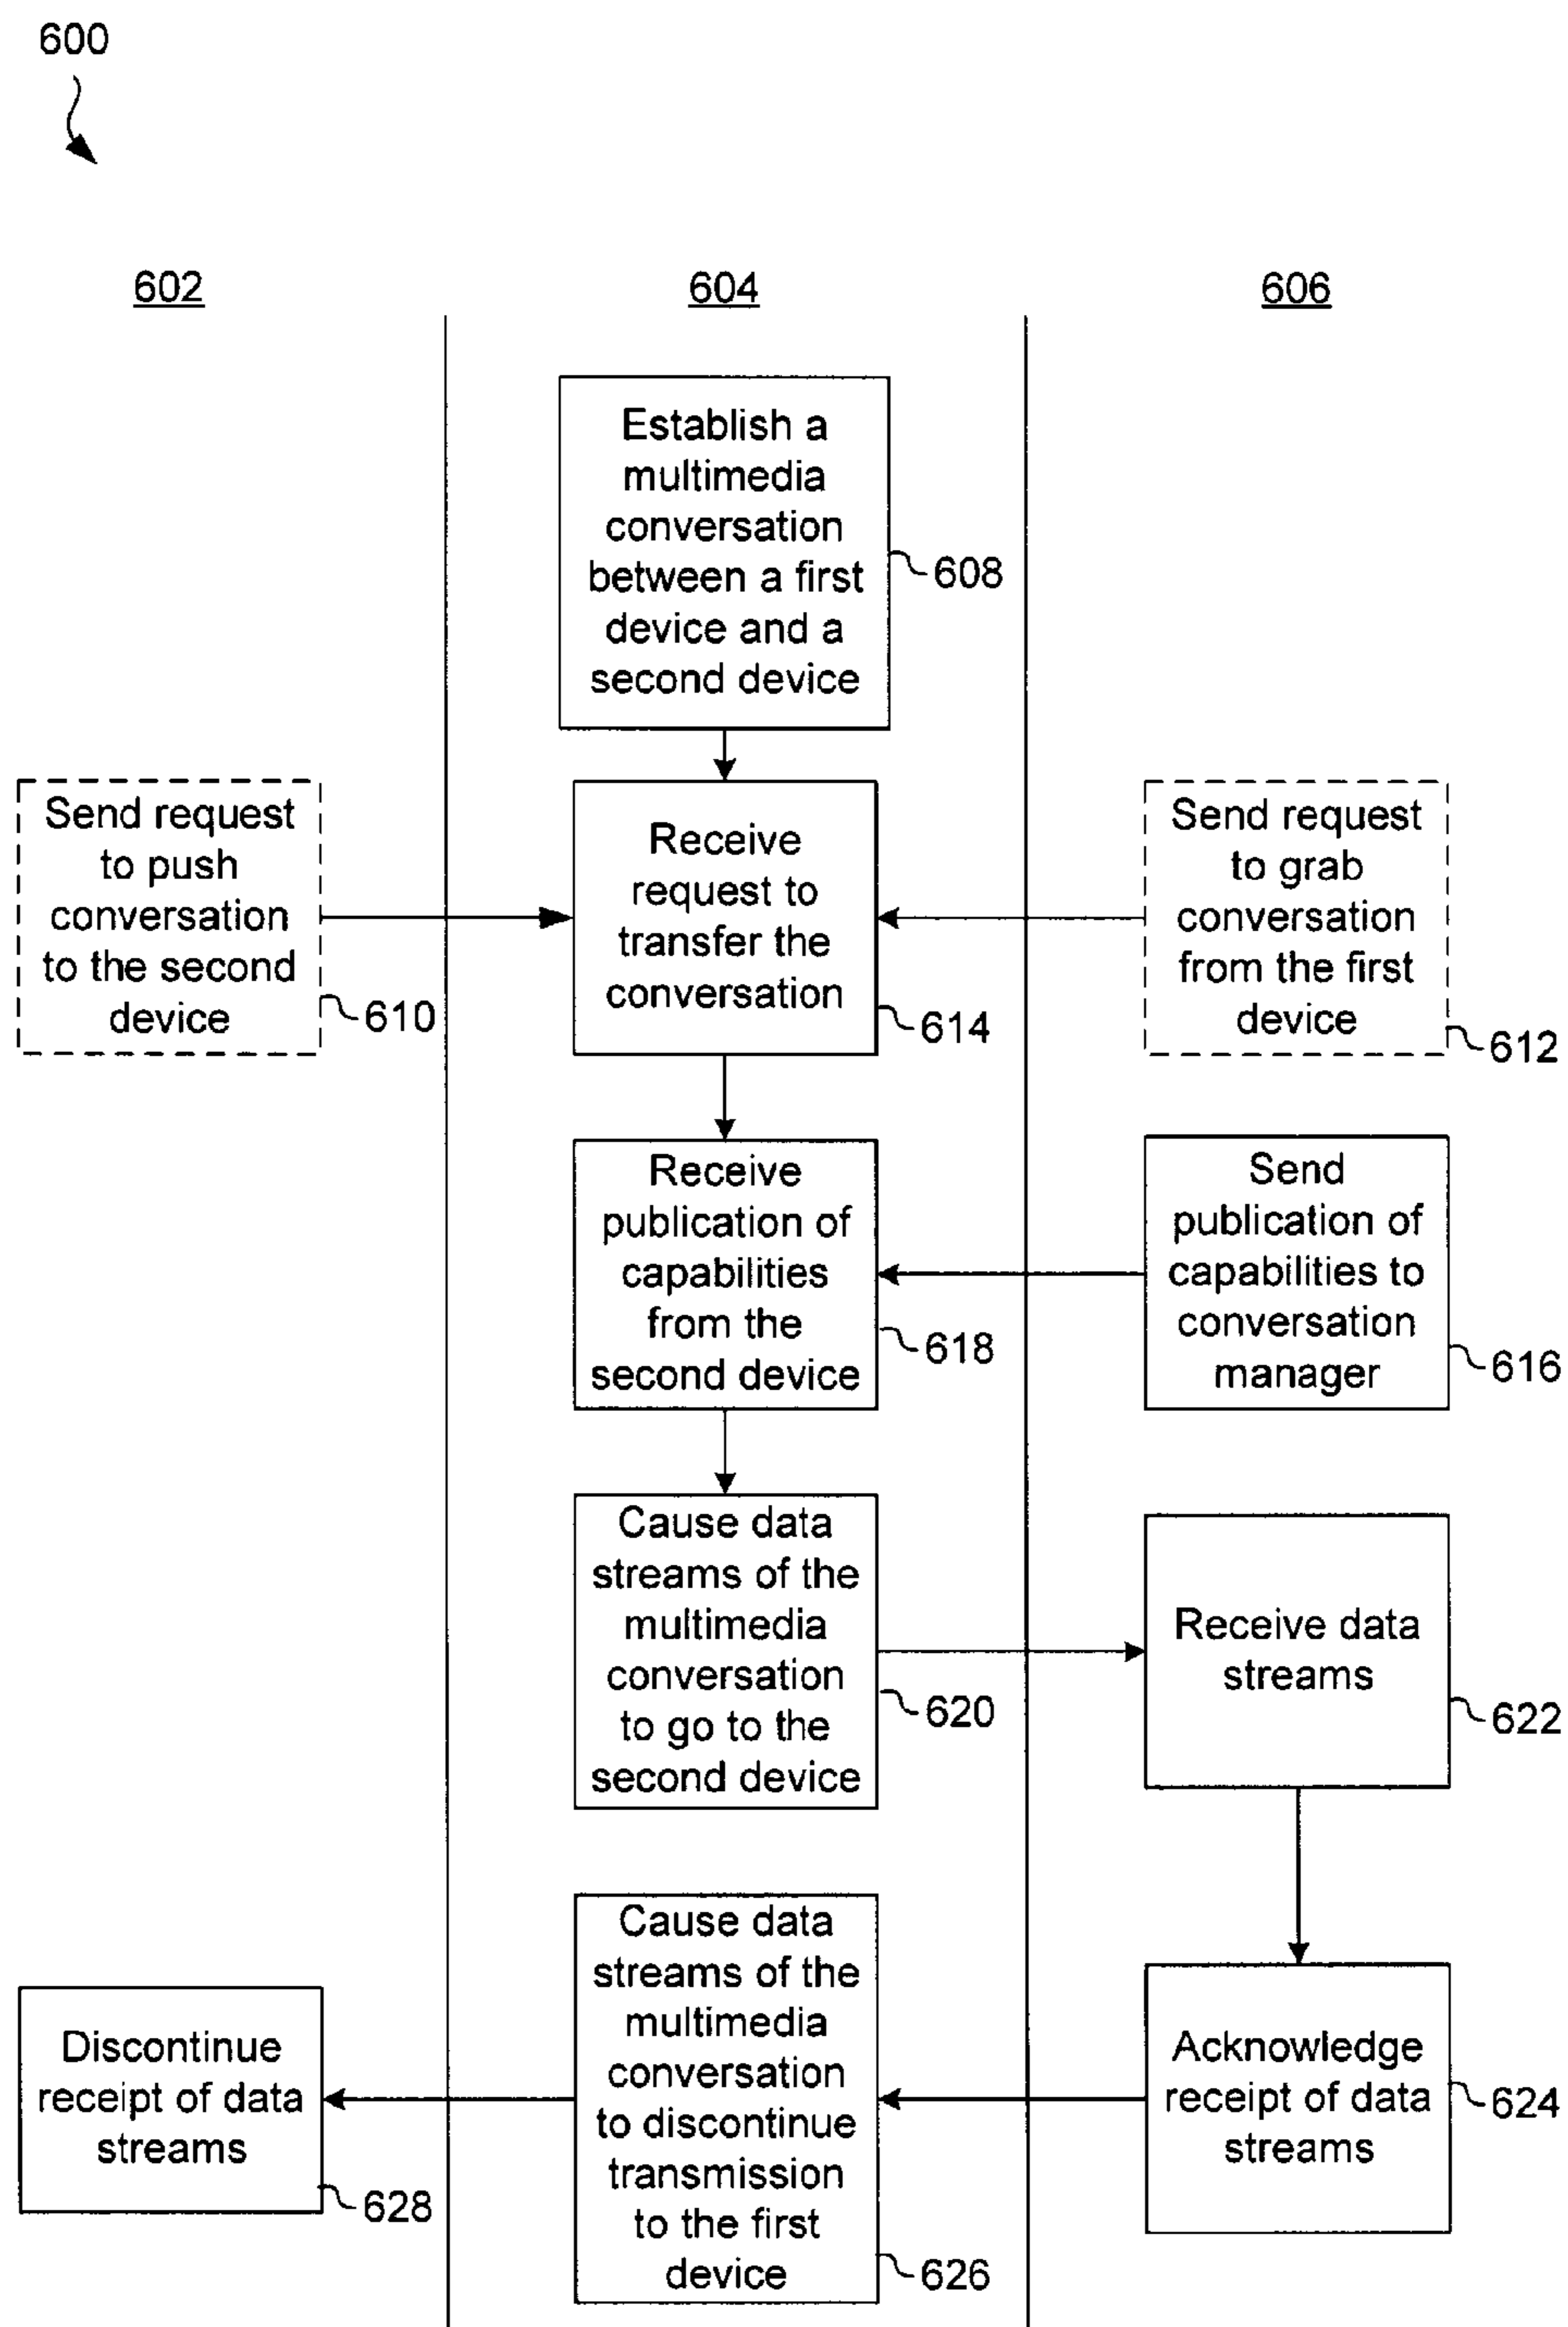 600
602
604
606
Establish a
multimedia
conversation
between a first
device and a
second device
608
Send request
to push
conversation
to the second
device
610
Receive
request to
transfer the
conversation
614
Send request
to grab
conversation
from the first
device
612
Receive
publication of
capabilities
from the
second device
618
Send
publication of
capabilities to
conversation
manager
616
Cause data
streams of the
multimedia
conversation
to go to the
second device
620
Receive data
streams
622
Discontinue
receipt of data
streams
628
Cause data
streams of the
multimedia
conversation
to discontinue
transmission
to the first
device
626
Acknowledge
receipt of data
streams
624